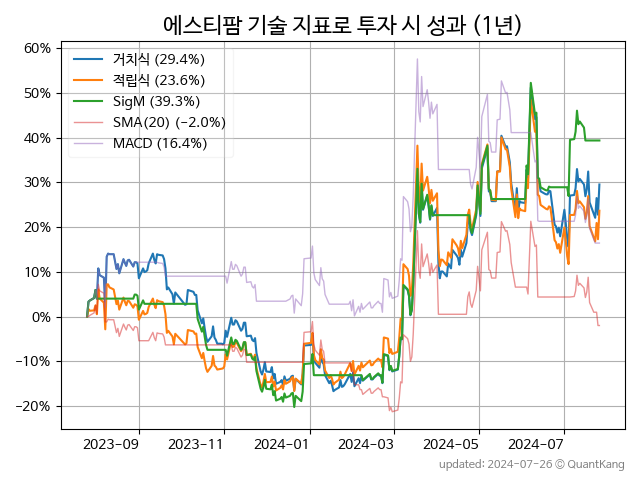 에스티팜 기술 지표로 투자 시 성과 (1년)
60%
50%
40%
30%
20%
10%
0%
−10%
−20%
거치식 (29.4%)
적립식 (23.6%)
SigM (39.3%)
SMA(20) (−2.0%)
MACD (16.4%)
2023−09
2023−11
2024−01
2024−03
2024−05
2024−07
updated: 2024-07-26 © QuantKang